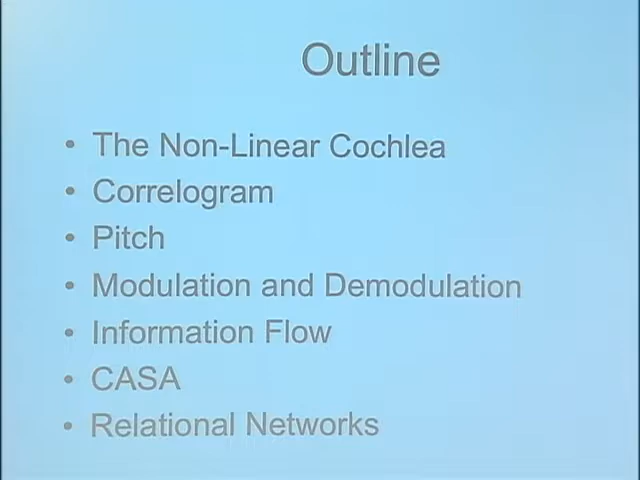 Outline
• The Non-Linear Cochlea
• Correlogram
• Pitch
• Modulation and Demodulation
• Information Flow
• CASA
• Relational Networks